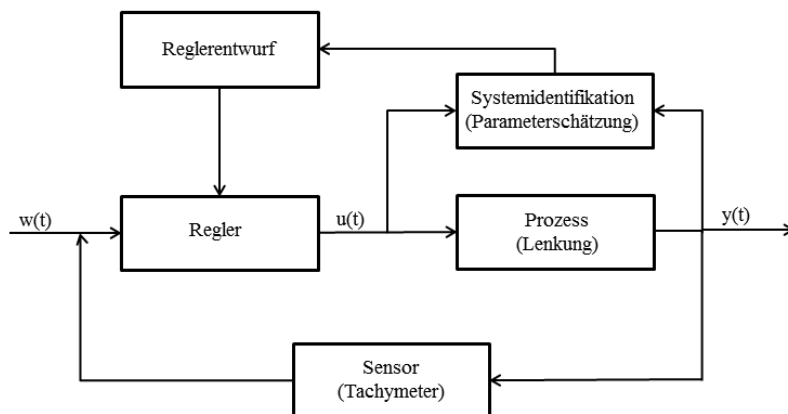 Reglerentwurf
Systemidentifikation
(Parameterschätzung)
w(t)
Regler
u(t)
Prozess
(Lenkung)
y(t)
Sensor
(Tachymeter)